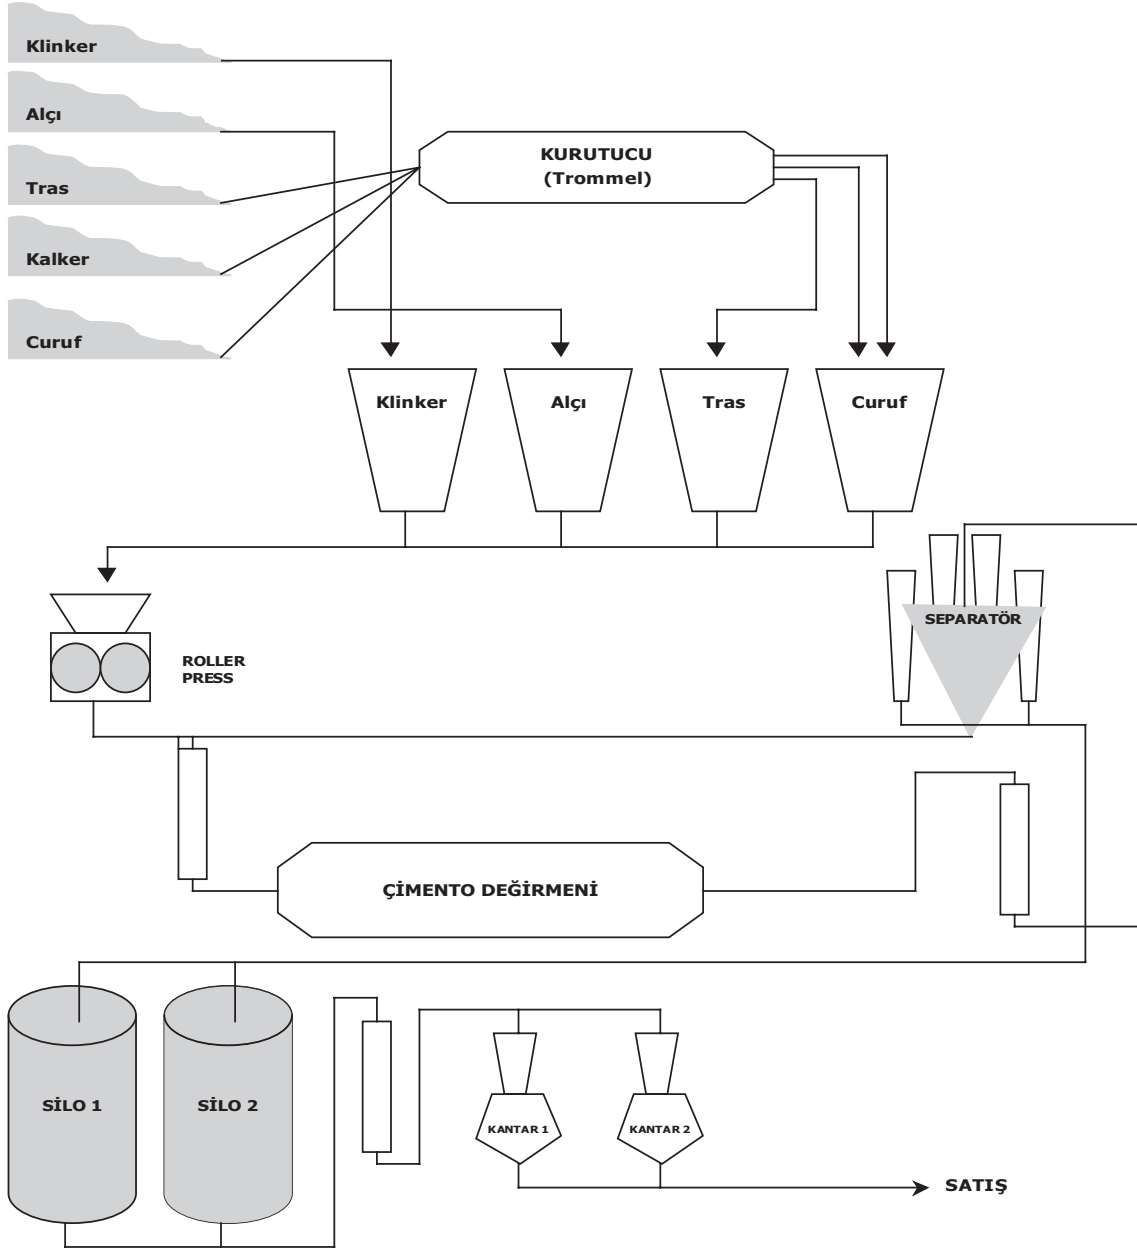 Klinker
Alçı
Tras
Kalker
Curuf
KURUTUCU
(Trommel)
Klinker
Alçı
Tras
Curuf
SEPARATÖR
ROLLER
PRESS
ÇİMENTO DEĞİRMENİ
SİLO 1
SİLO 2
KANTAR 1
KANTAR 2
SATIŞ